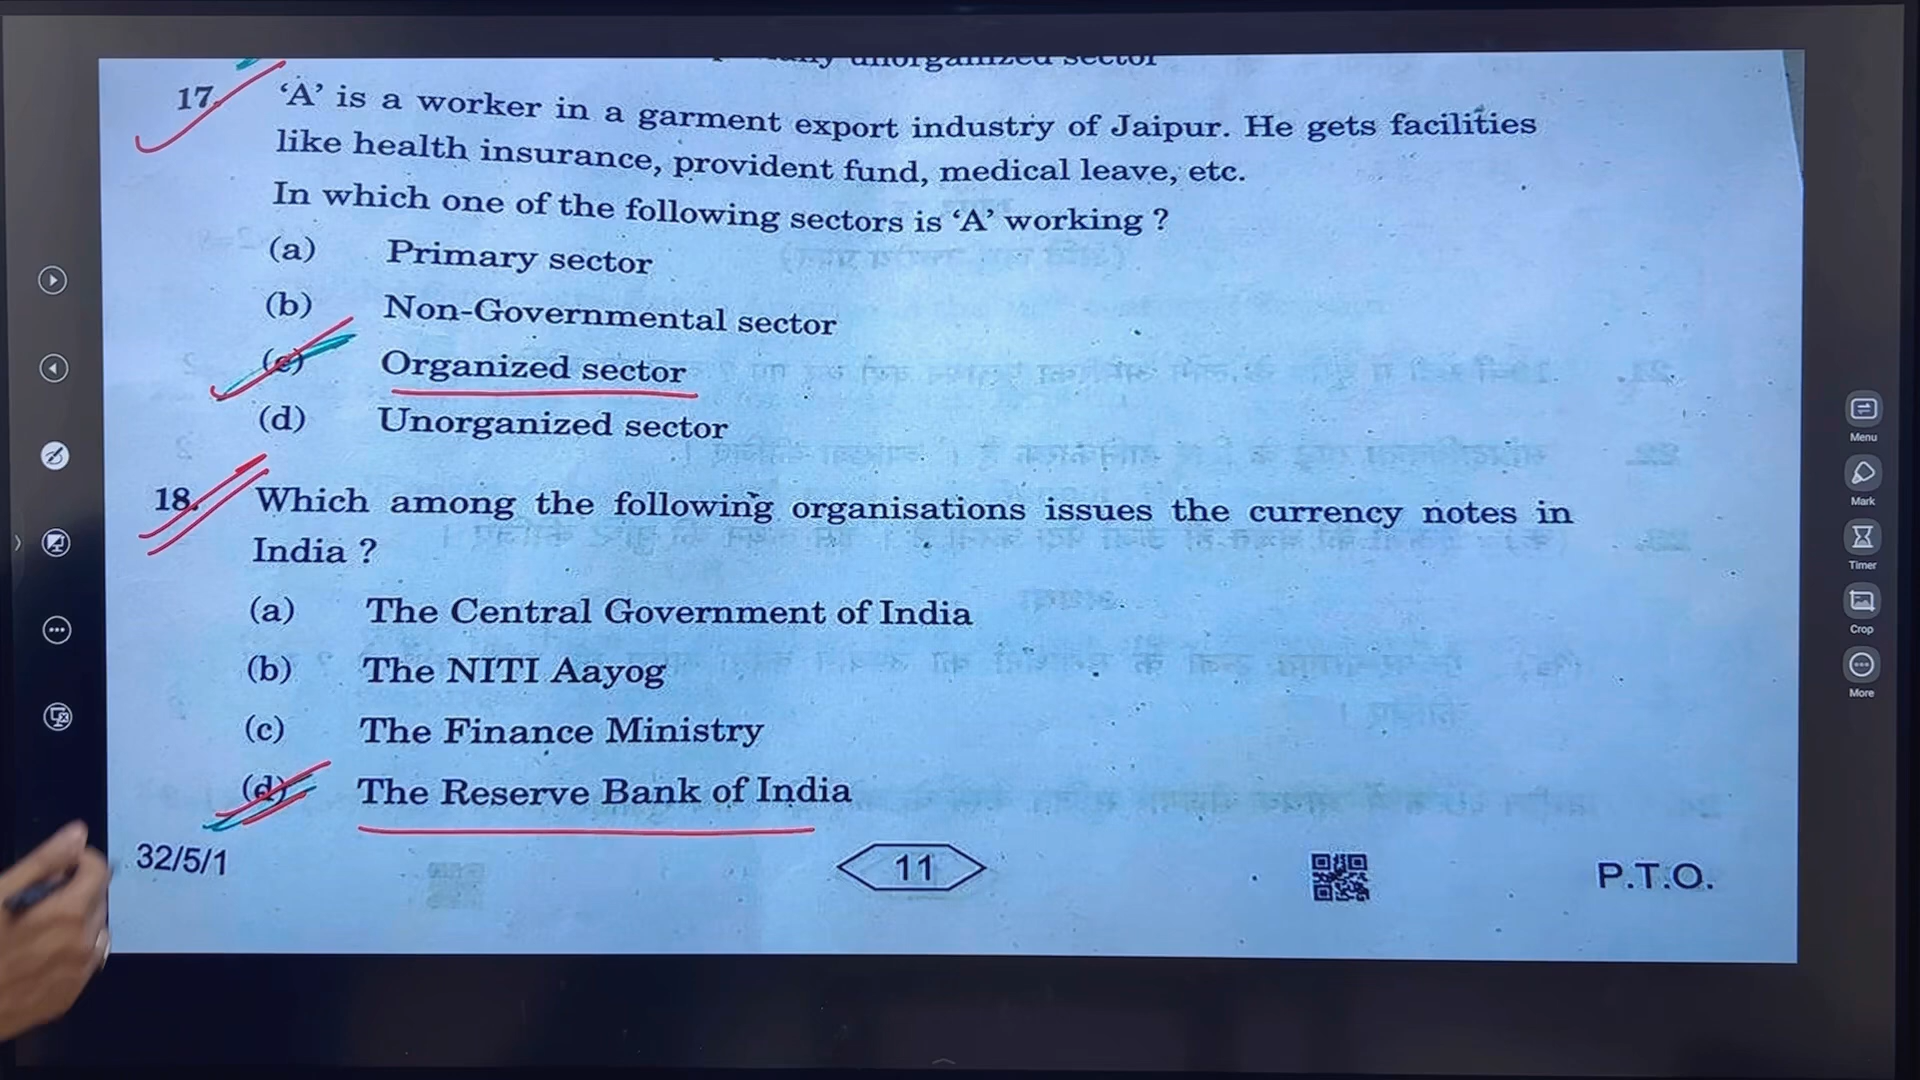 unorganized sector
17. 'A' is a worker in a garment export industry of Jaipur. He gets facilities
like health insurance, provident fund, medical leave, etc.
In which one of the following sectors is 'A' working ?
(a) Primary sector
(b) Non-Governmental sector
(c) Organized sector
(d) Unorganized sector
18. Which among the following organisations issues the currency notes in
India ?
(a) The Central Government of India
(b) The NITI Aayog
(c) The Finance Ministry
(d) The Reserve Bank of India
32/5/1
11
P.T.O.
Menu
Mark
Timer
Crop
More